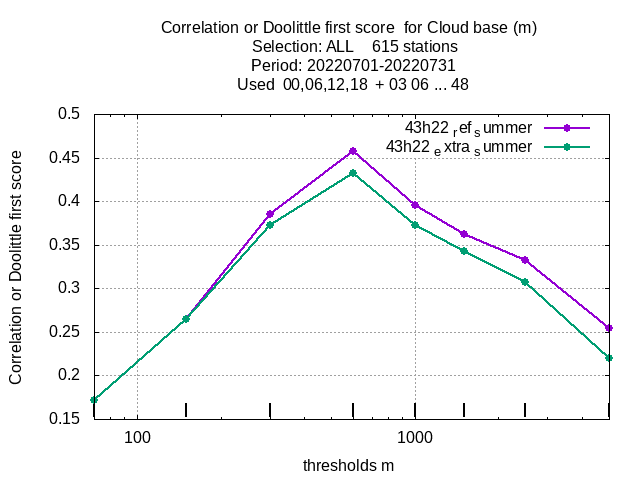 Correlation or Doolittle first score  for Cloud base (m)
Selection: ALL    615 stations
Period: 20220701-20220731
Used  00,06,12,18  + 03 06 ... 48
43h22 ref summer
43h22 extra summer
Correlation or Doolittle first score
0.5
0.45
0.4
0.35
0.3
0.25
0.2
0.15
100
1000
thresholds m